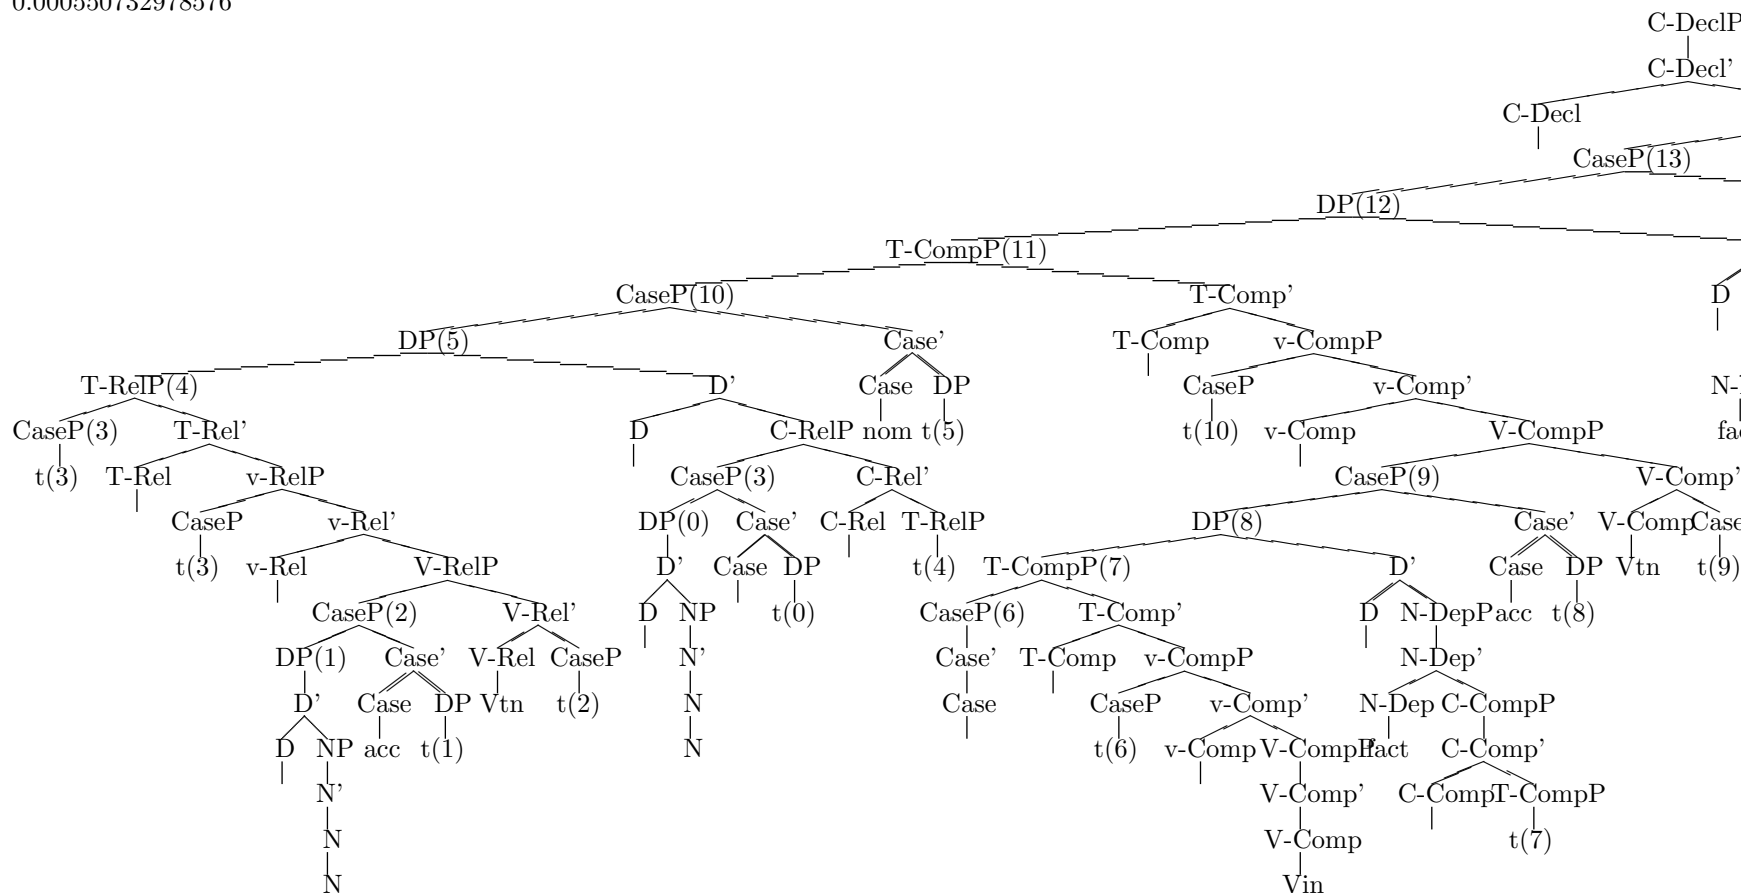 0.000550732978576
C-DeclP
C-Decl'
C-Decl
CaseP(13)
DP(12)
T-CompP(11)
CaseP(10) T-Comp' D
DP(5) Case' T-Comp v-CompP
T-RelP(4) D' Case DP CaseP v-Comp' N-
CaseP(3) T-Rel' D C-RelP nom t(5) t(10) v-Comp V-CompP
t(3) T-Rel v-RelP CaseP(3) C-Rel' CaseP(9) V-Comp'
CaseP v-Rel' DP(0) Case' C-Rel T-RelP DP(8) Case' V-Comp Case
t(3) v-Rel V-RelP D' Case DP t(4) T-CompP(7) D' Case DP Vtn t(9)
CaseP(2) V-Rel' D NP t(0) CaseP(6) T-Comp' D N-DepP acc t(8)
DP(1) Case' V-Rel CaseP N' Case' T-Comp v-CompP N-Dep'
D' Case DP Vtn t(2) N Case CaseP v-Comp' N-Dep C-CompP
D NP acc t(1) N t(6) v-Comp V-CompP fact C-Comp'
N' V-Comp' C-Comp T-CompP
N V-Comp t(7)
N Vin